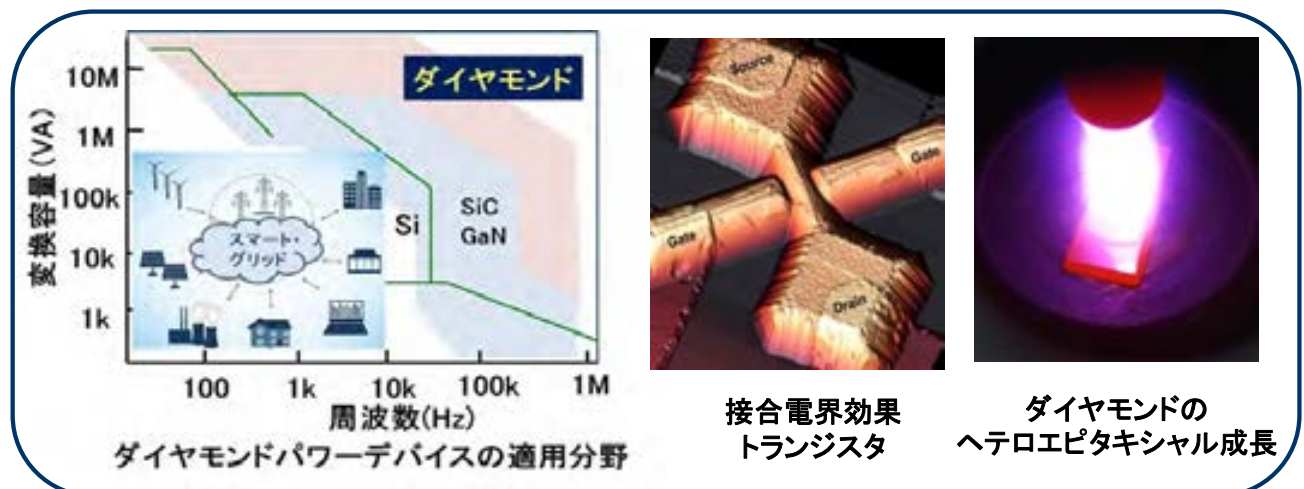 ダイヤモンド
10M
1M
100k
10k
1k
変換容量(VA)
スマート・
グリッド
Si
SiC
GaN
100
1k
10k
100k
1M
周波数(Hz)
ダイヤモンドパワーデバイスの適用分野
Source
Gate
Gate
Drain
接合電界効果
トランジスタ
ダイヤモンドの
ヘテロエピタキシャル成長